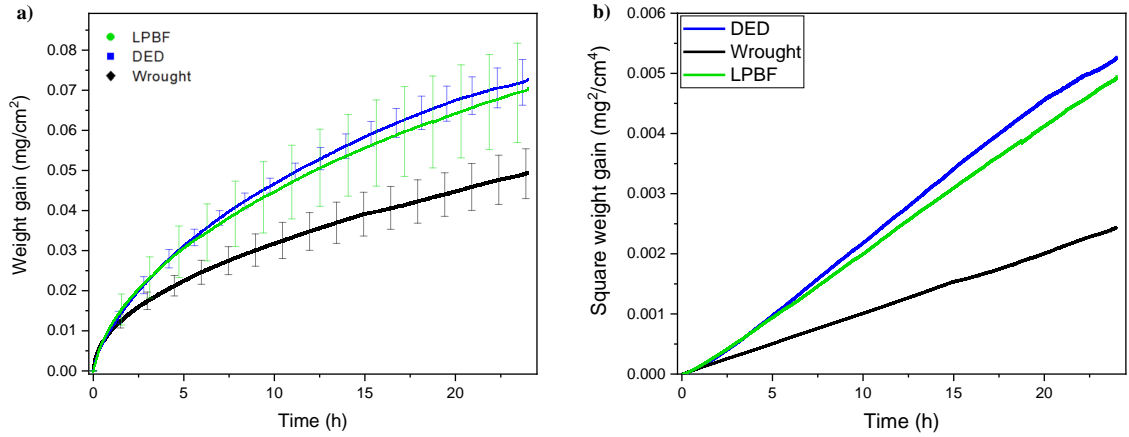 a)
Weight gain (mg/cm²)
0.08
0.07
0.06
0.05
0.04
0.03
0.02
0.01
0.00
LPBF
DED
Wrought
0 5 10 15 20
Time (h)
b)
Square weight gain (mg²/cm⁴)
0.006
0.005
0.004
0.003
0.002
0.001
0.000
DED
Wrought
LPBF
0 5 10 15 20
Time (h)